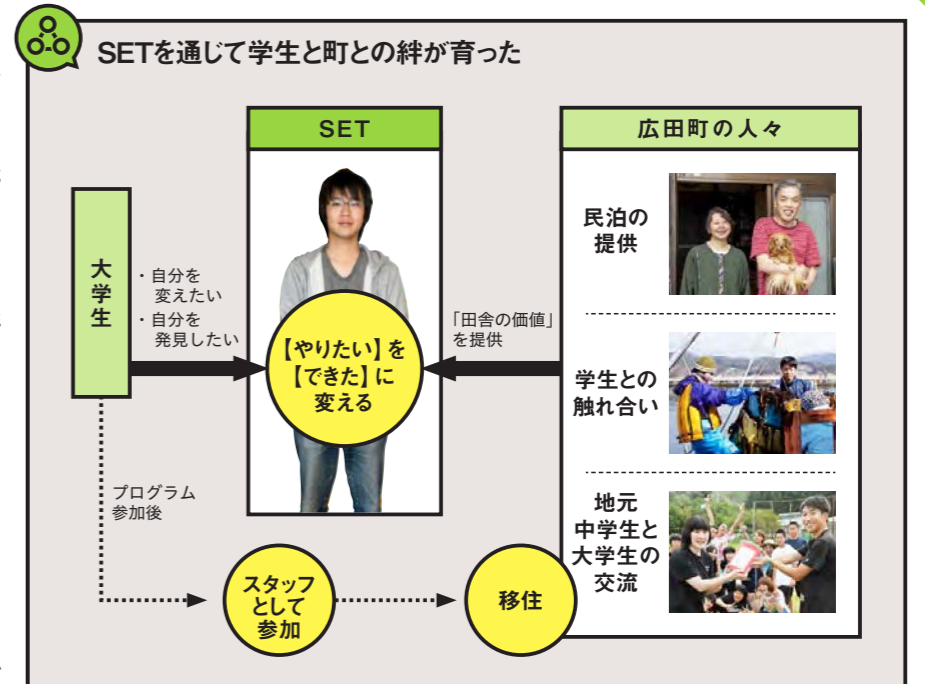 SETを通じて学生と町との絆が育った
SET
広田町の人々
大学生
・自分を
変えたい
・自分を
発見したい
【やりたい】を
【できた】に
変える
「田舎の価値」
を提供
民泊の
提供
学生との
触れ合い
地元
中学生と
大学生の
交流
プログラム
参加後
スタッフ
として
参加
移住